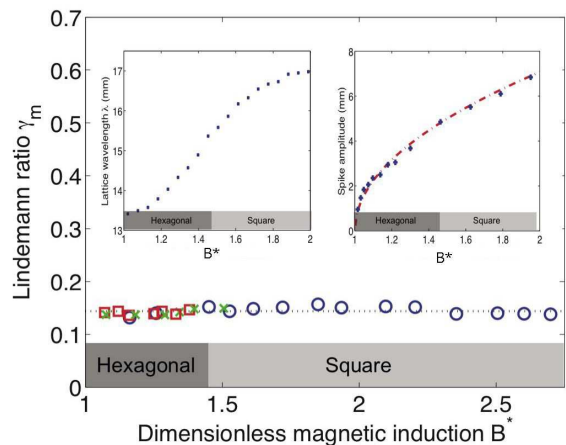 0.7
0.6
0.5
0.4
0.3
0.2
0.1
0
Lindemann ratio γm
1 1.5 2 2.5
Dimensionless magnetic induction B*
Hexagonal Square
17
16
15
14
13
Lattice wavelength λ (mm)
Hexagonal Square
1 1.2 1.4 1.6 1.8 2
B*
8
6
4
2
0
Spike amplitude (mm)
Hexagonal Square
1 1.2 1.4 1.6 1.8 2
B*